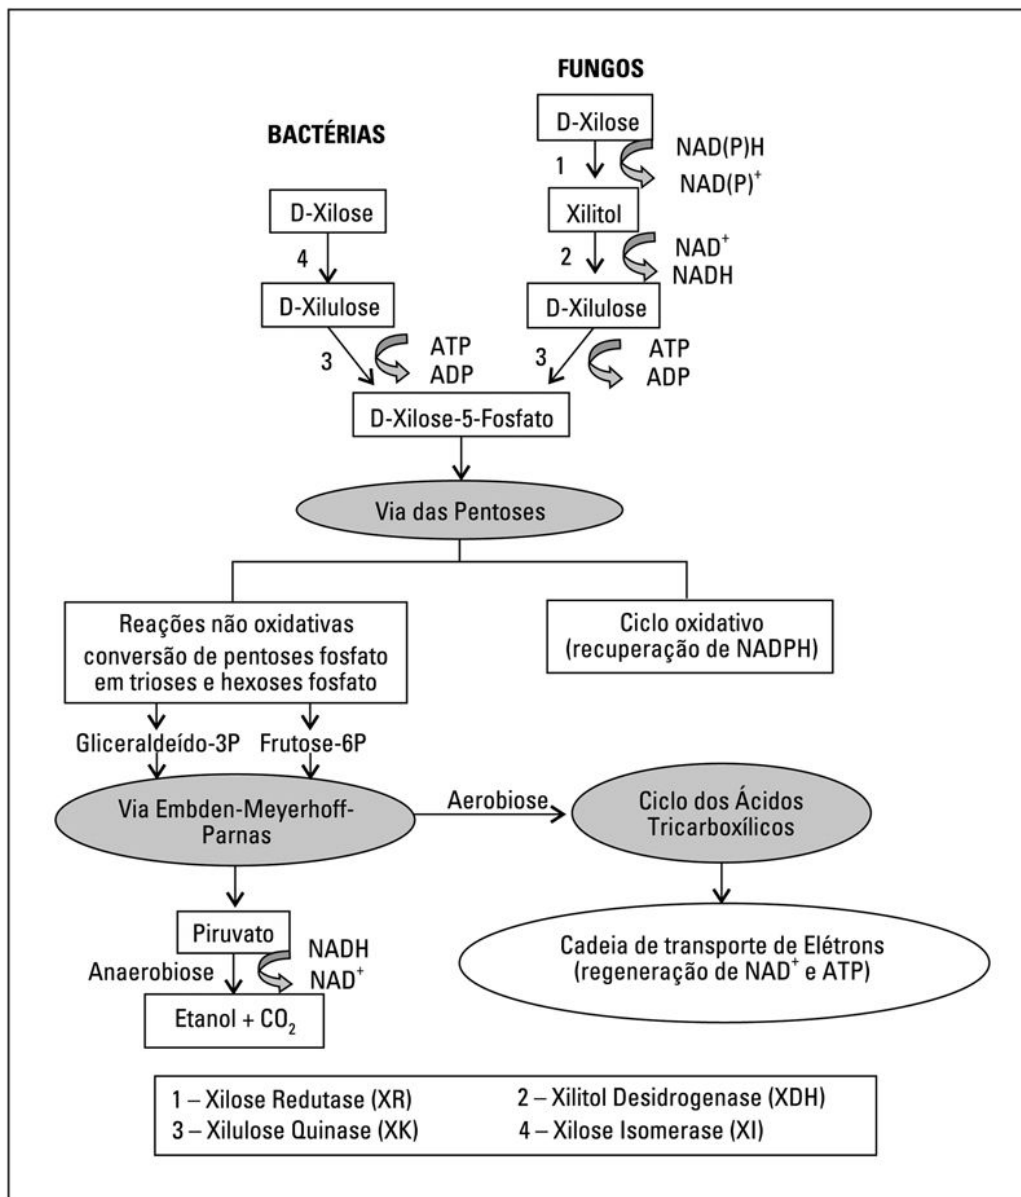 FUNGOS
BACTÉRIAS
D-Xilose
1
NAD(P)H
NAD(P)+
D-Xilose
Xilitol
4
2
NAD+
NADH
D-Xilulose
D-Xilulose
3
ATP
ADP
3
ATP
ADP
D-Xilose-5-Fosfato
Via das Pentoses
Reações não oxidativas
conversão de pentoses fosfato
em trioses e hexoses fosfato
Ciclo oxidativo
(recuperação de NADPH)
Gliceraldeído-3P
Frutose-6P
Via Embden-Meyerhoff-
Parnas
Aerobiose
Ciclo dos Ácidos
Tricarboxílicos
Piruvato
Anaerobiose
NADH
NAD+
Etanol + CO2
Cadeia de transporte de Elétrons
(regeneração de NAD+ e ATP)
1 – Xilose Redutase (XR)
2 – Xilitol Desidrogenase (XDH)
3 – Xilulose Quinase (XK)
4 – Xilose Isomerase (XI)